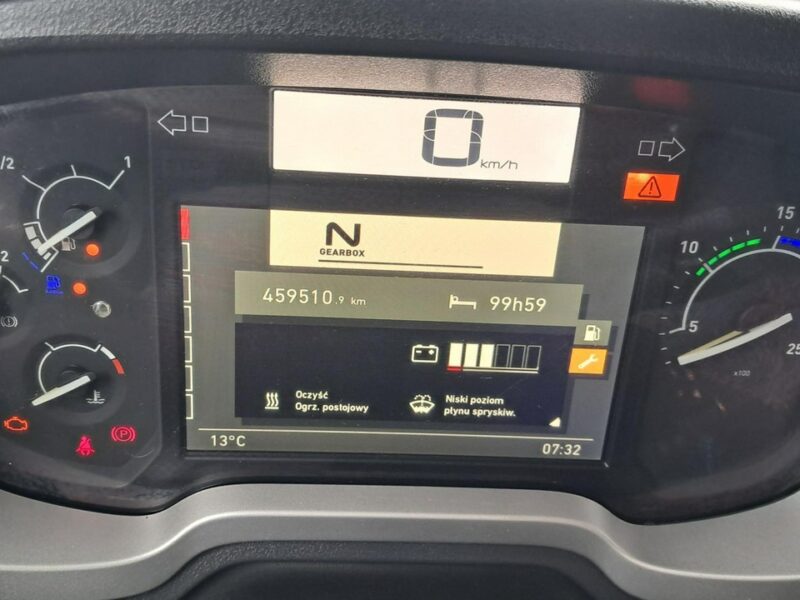 /2
1
0 km/h
15
10
N
GEARBOX
459510.9 km
99h59
2
5
25
x100
Oczyść
Ogrz. postojowy
Niski poziom
płynu spryskiw.
13°C
07:32